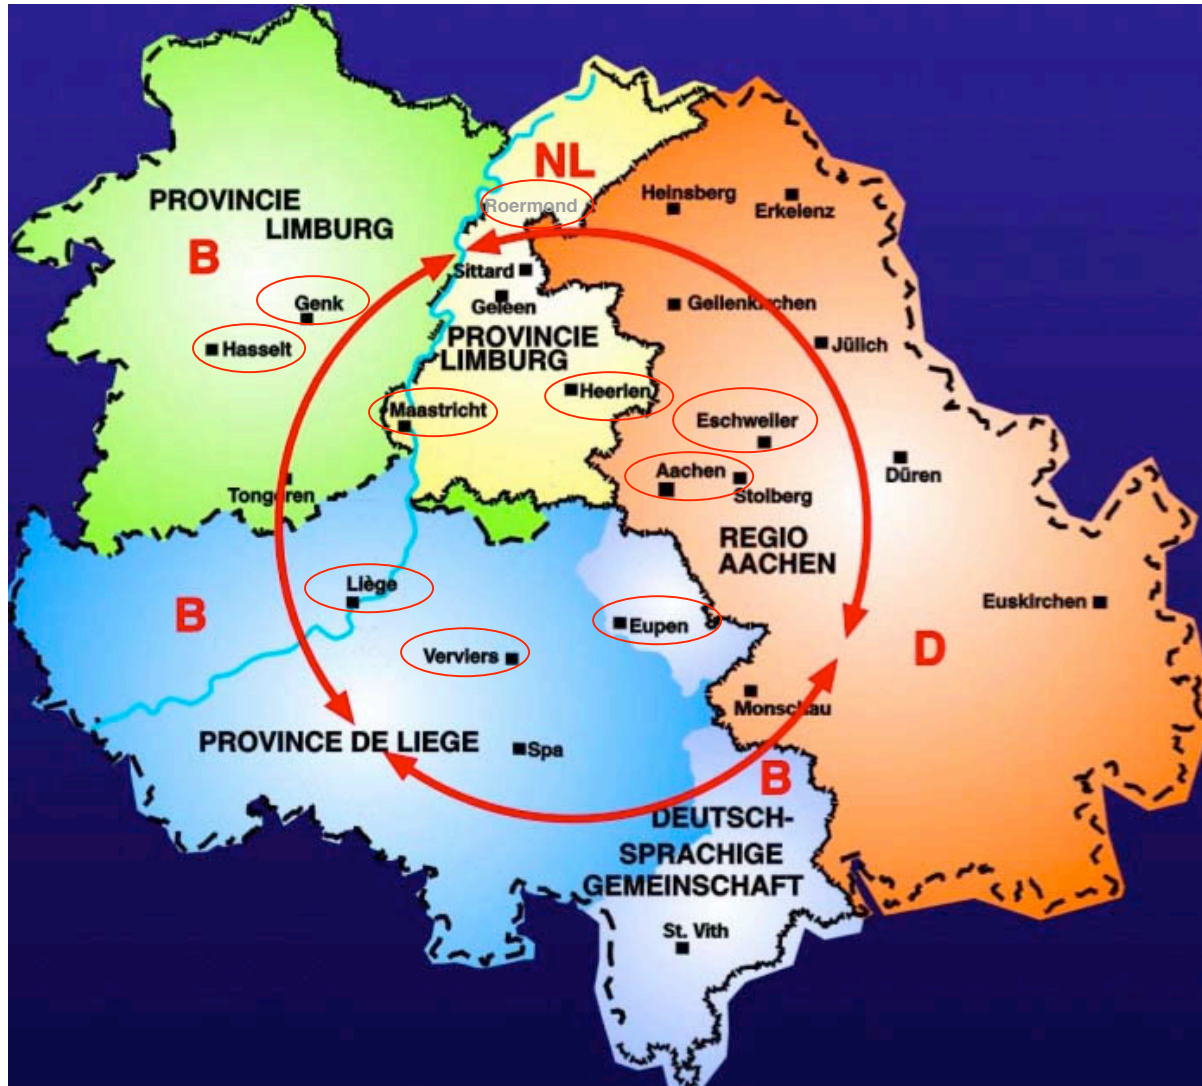 NL
Roermond
PROVINCIE
LIMBURG
B
Heinsberg
Erkelenz
Sittard
Geleen
Genk
Hasselt
PROVINCIE
LIMBURG
Geilenkirchen
Jülich
Maastricht
Heerlen
Eschweiler
Aachen
Stolberg
Düren
Tongeren
REGIO
AACHEN
Liège
B
Eupen
Euskirchen
Verviers
D
Monschau
PROVINCE DE LIEGE
Spa
B
DEUTSCH-
SPRACHIGE
GEMEINSCHAFT
St. Vith